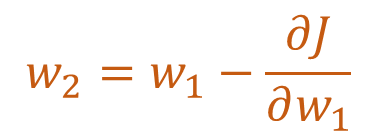 w₂ = w₁ − ∂J/∂w₁